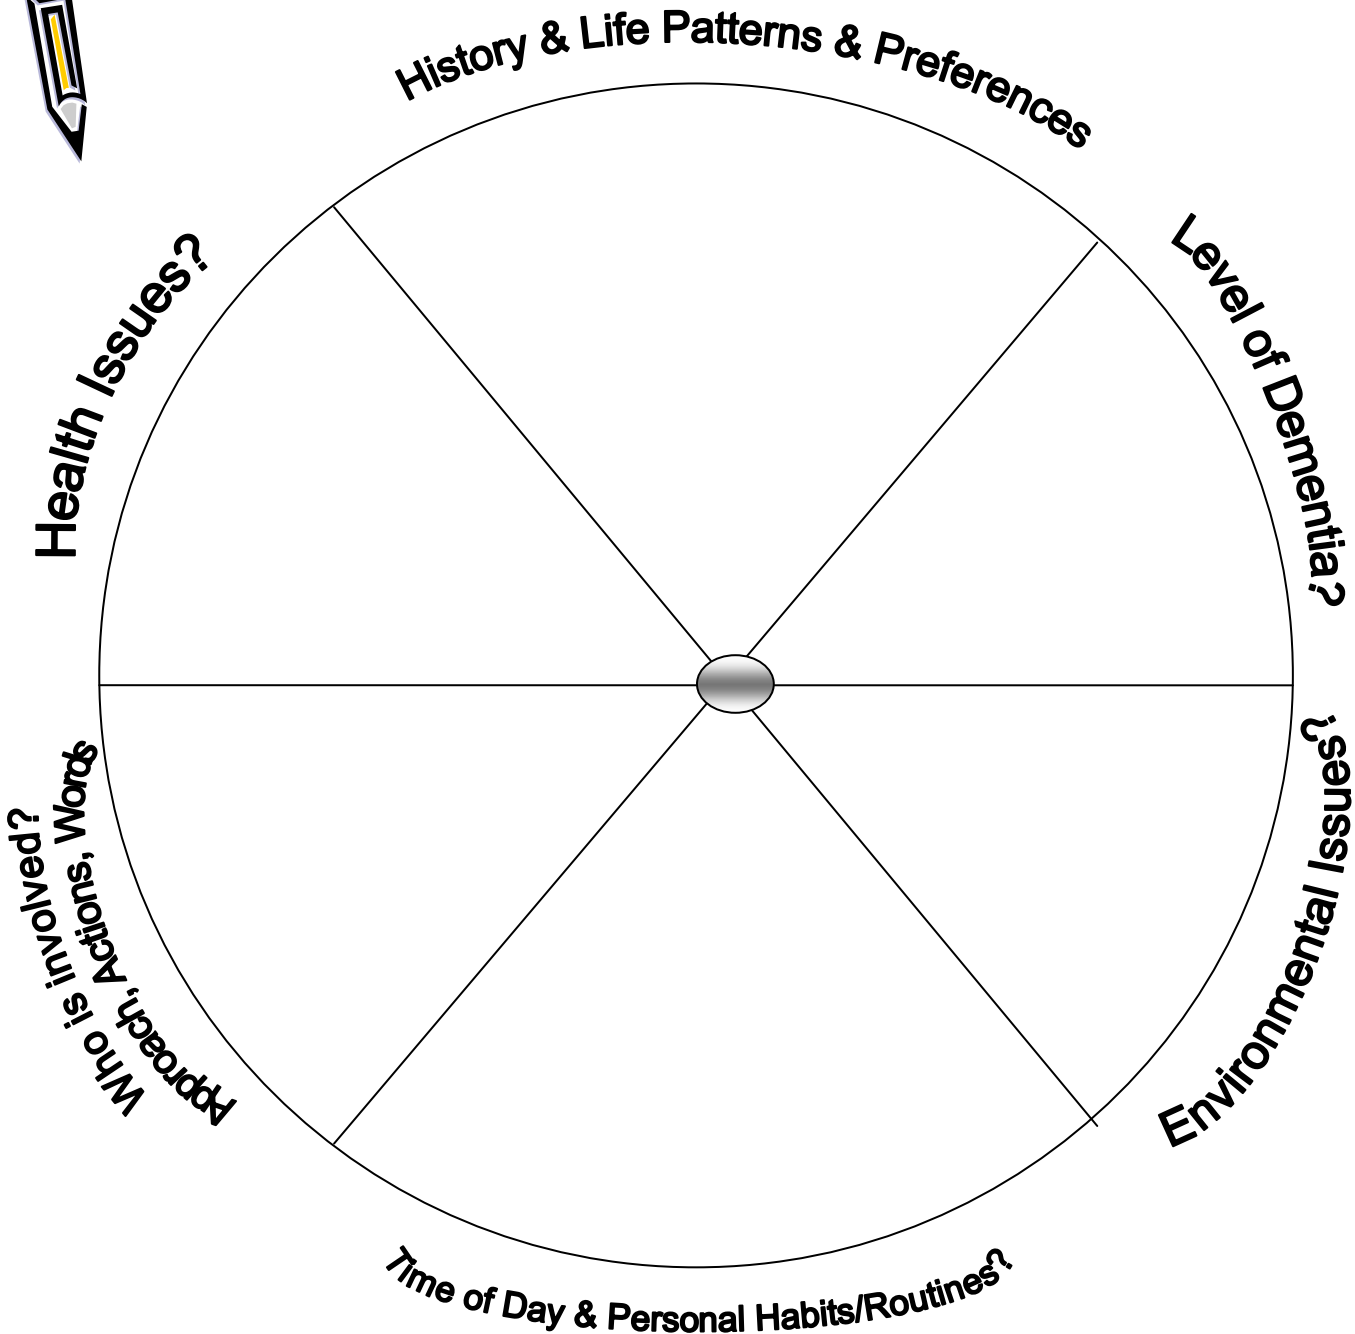 History & Life Patterns & Preferences
Level of Dementia?
Environmental Issues?
Time of Day & Personal Habits/Routines?
Approach, Actions, Words
Who is involved?
Health Issues?